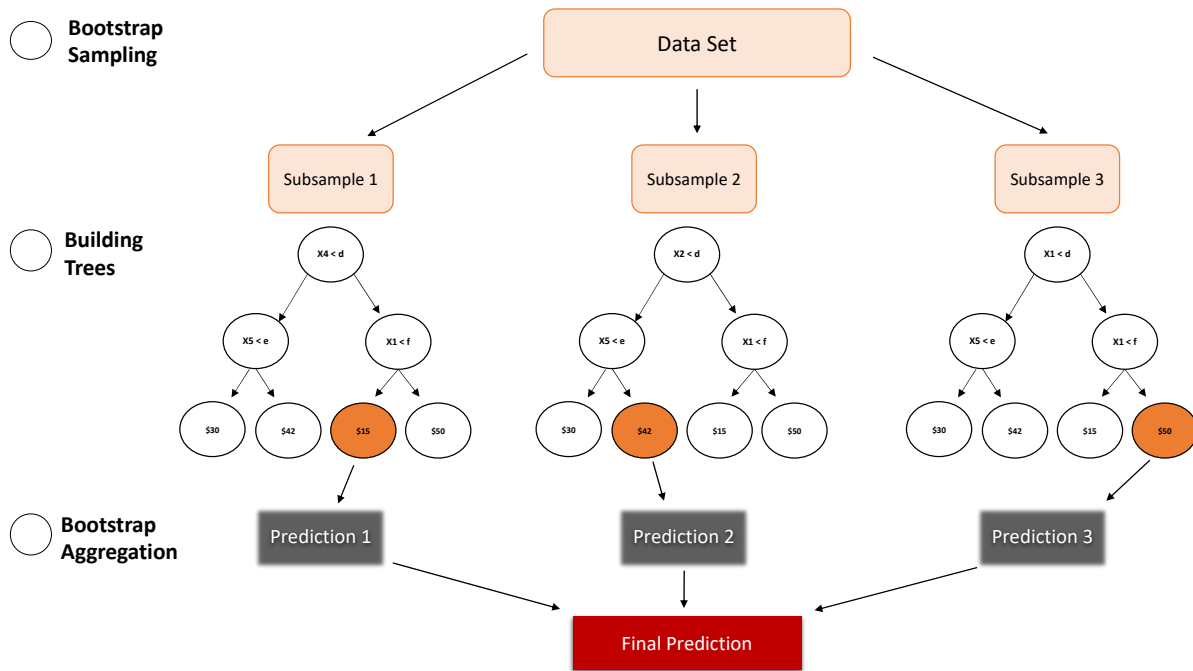 Bootstrap
Sampling
Data Set
Subsample 1
Subsample 2
Subsample 3
Building
Trees
X4 < d
X2 < d
X1 < d
X5 < e
X1 < f
X5 < e
X1 < f
X5 < e
X1 < f
$30
$42
$15
$50
$30
$42
$15
$50
$30
$42
$15
$50
Bootstrap
Aggregation
Prediction 1
Prediction 2
Prediction 3
Final Prediction